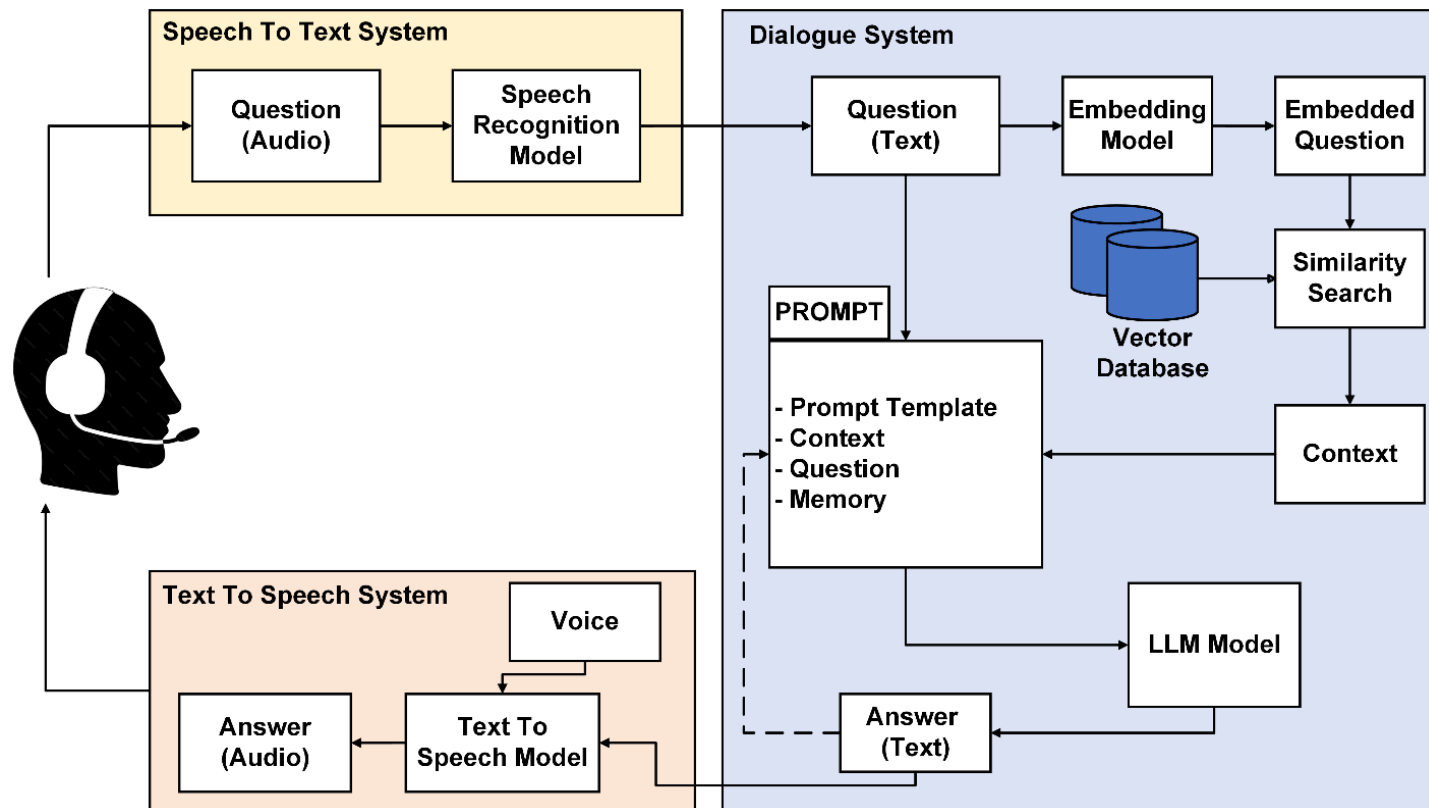 Speech To Text System
Question
(Audio)
Speech
Recognition
Model
Dialogue System
Question
(Text)
Embedding
Model
Embedded
Question
Similarity
Search
Vector
Database
PROMPT
- Prompt Template
- Context
- Question
- Memory
Context
LLM Model
Answer
(Text)
Text To Speech System
Voice
Text To
Speech Model
Answer
(Audio)